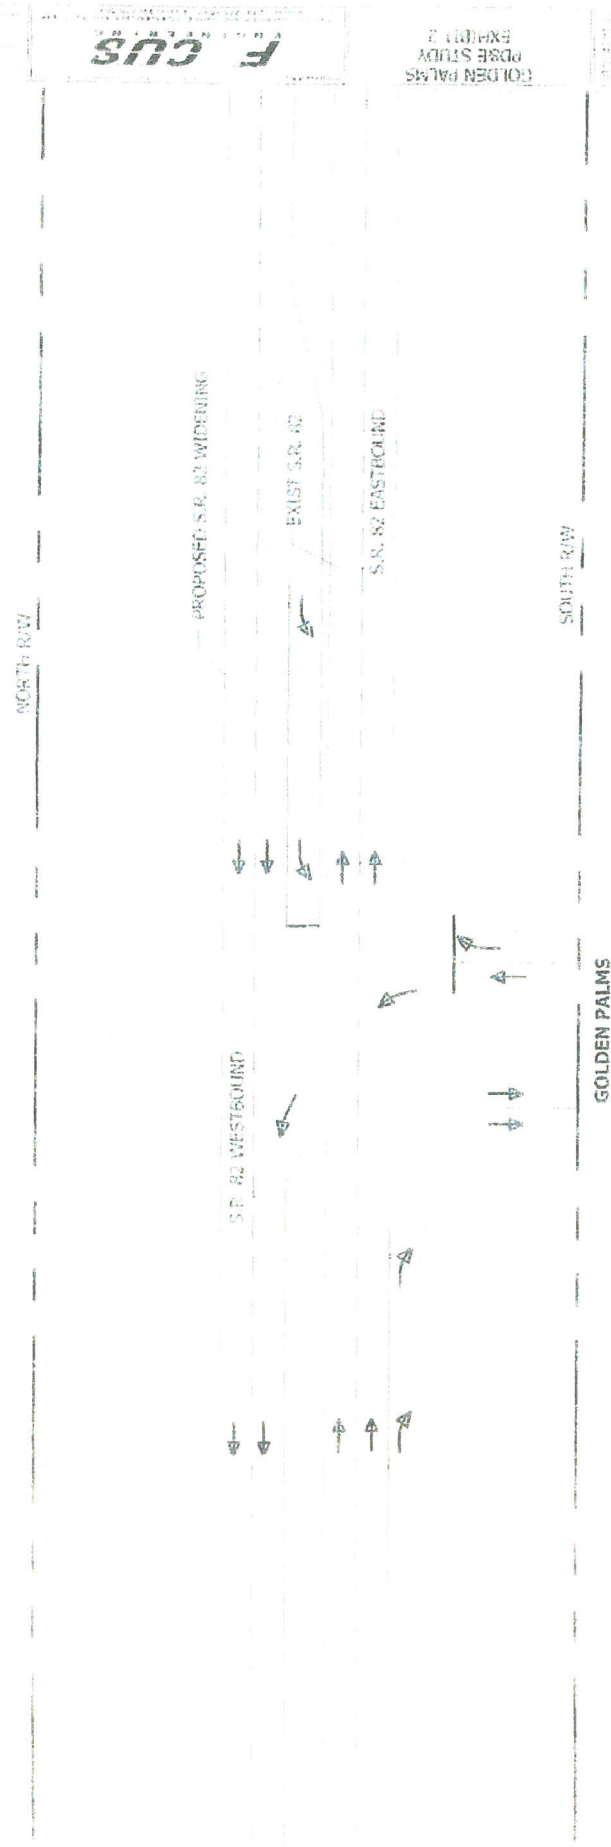 GOLDEN PALMS
PD&E STUDY
EXHIBIT 2
FOCUS
ENGINEERING
NORTH R/W
PROPOSED S.R. 82 WIDENING
EXIST S.R. 82
S.R. 82 EASTBOUND
SOUTH R/W
S.R. 82 WESTBOUND
GOLDEN PALMS